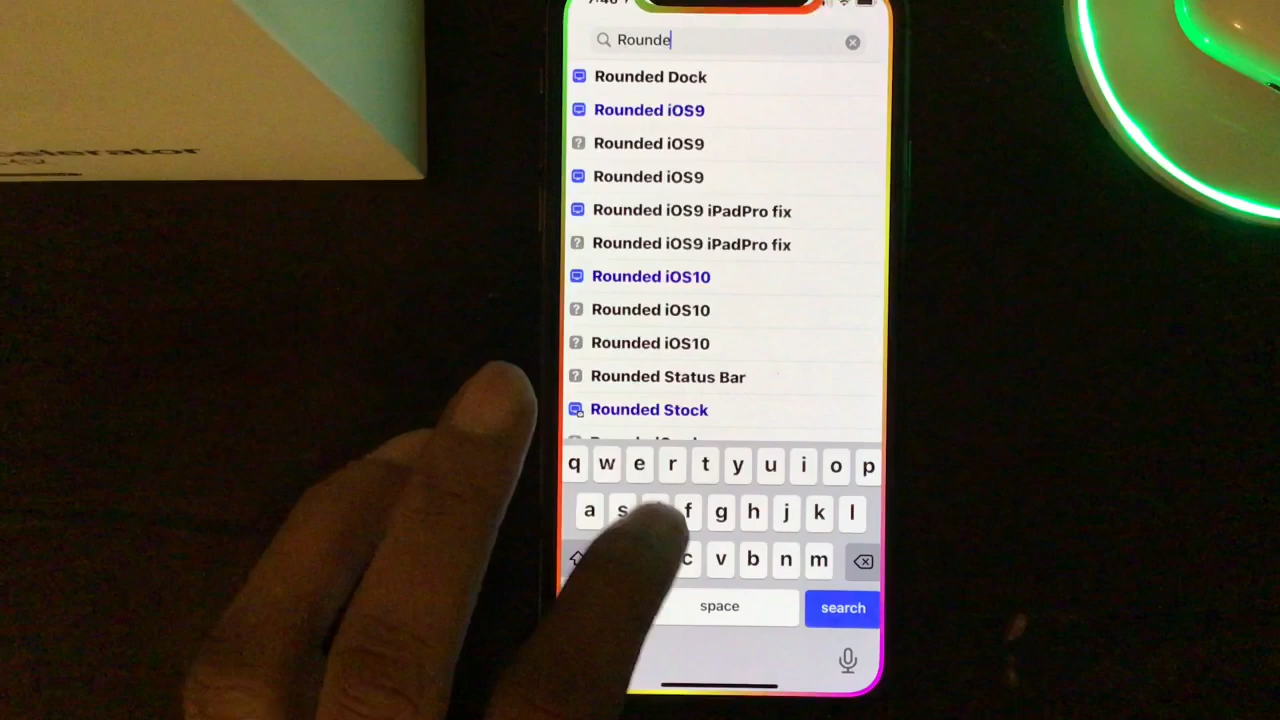 Rounde
Rounded Dock
Rounded iOS9
Rounded iOS9
Rounded iOS9
Rounded iOS9 iPadPro fix
Rounded iOS9 iPadPro fix
Rounded iOS10
Rounded iOS10
Rounded iOS10
Rounded Status Bar
Rounded Stock
q w e r t y u i o p
a s f g h j k l
c v b n m
space
search